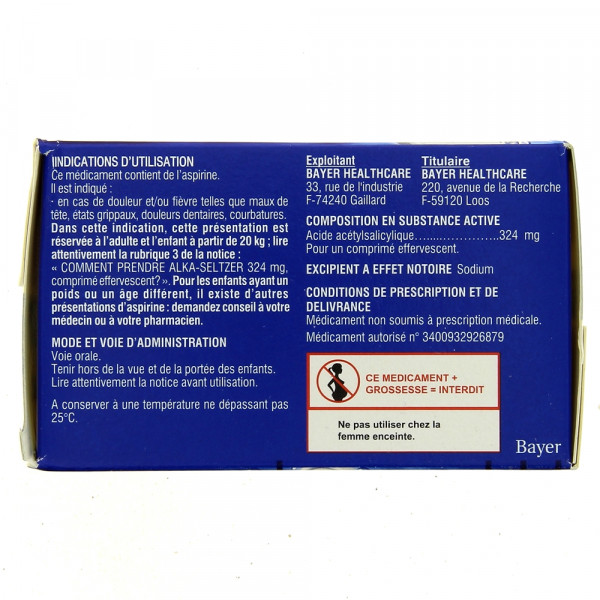 INDICATIONS D'UTILISATION
Ce médicament contient de l'aspirine.
Il est indiqué :
- en cas de douleur et/ou fièvre telles que maux de
tête, états grippaux, douleurs dentaires, courbatures.
Dans cette indication, cette présentation est
réservée à l'adulte et l'enfant à partir de 20 kg ; lire
attentivement la rubrique 3 de la notice :
« COMMENT PRENDRE ALKA-SELTZER 324 mg,
comprimé effervescent? ». Pour les enfants ayant un
poids ou un âge différent, il existe d'autres
présentations d'aspirine : demandez conseil à votre
médecin ou à votre pharmacien.
MODE ET VOIE D'ADMINISTRATION
Voie orale.
Tenir hors de la vue et de la portée des enfants.
Lire attentivement la notice avant utilisation.
A conserver à une température ne dépassant pas
25°C.
Exploitant
BAYER HEALTHCARE
33, rue de l'industrie
F-74240 Gaillard
Titulaire
BAYER HEALTHCARE
220, avenue de la Recherche
F-59120 Loos
COMPOSITION EN SUBSTANCE ACTIVE
Acide acétylsalicylique.....................324 mg
Pour un comprimé effervescent.
EXCIPIENT A EFFET NOTOIRE Sodium
CONDITIONS DE PRESCRIPTION ET DE
DELIVRANCE
Médicament non soumis à prescription médicale.
Médicament autorisé n° 3400932926879
CE MEDICAMENT +
GROSSESSE = INTERDIT
Ne pas utiliser chez la
femme enceinte.
Bayer